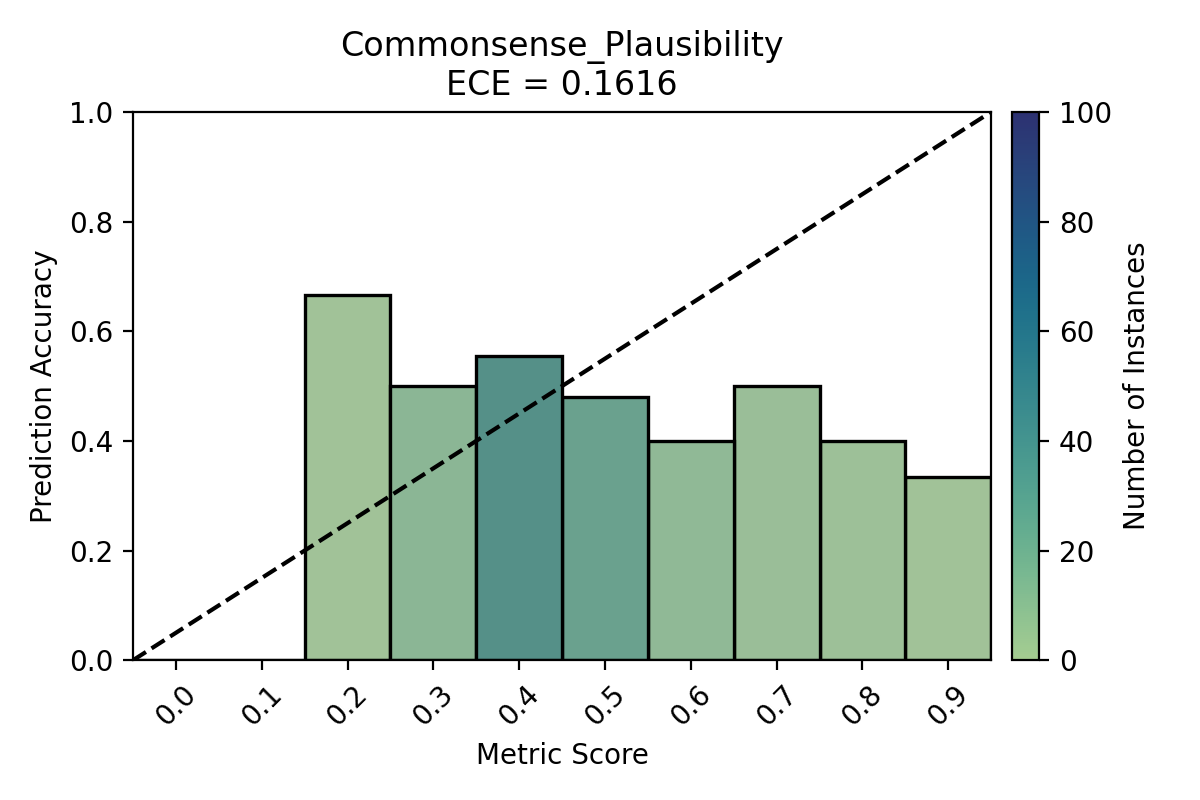 Commonsense_Plausibility
ECE = 0.1616
Prediction Accuracy
1.0
0.8
0.6
0.4
0.2
0.0
0.0 0.1 0.2 0.3 0.4 0.5 0.6 0.7 0.8 0.9
Metric Score
100
80
60
40
20
0
Number of Instances